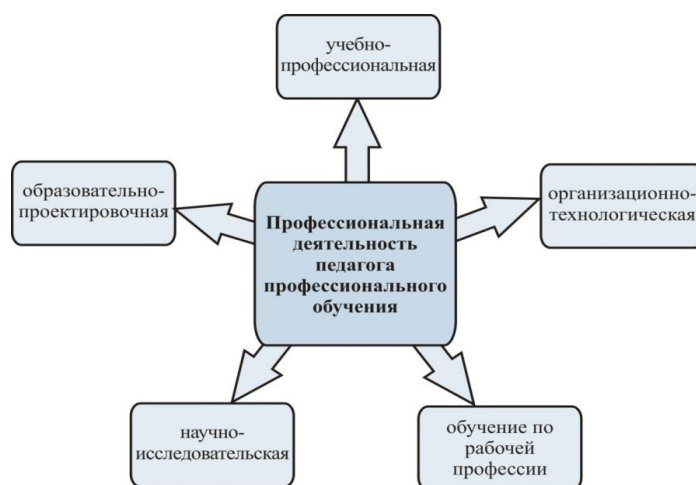 учебно-
профессиональная
образовательно-
проектировочная
организационно-
технологическая
Профессиональная
деятельность
педагога
профессионального
обучения
научно-
исследовательская
обучение по
рабочей
профессии